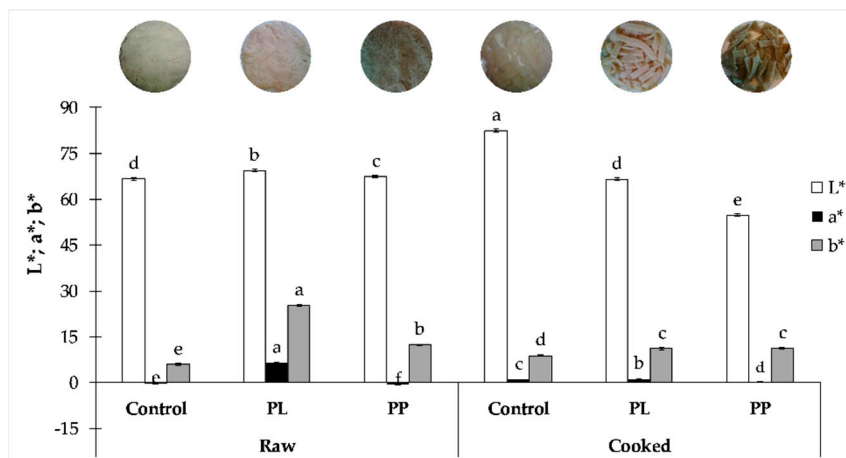 L*; a*; b*
90
75
60
45
30
15
0
-15
d
e
e
b
a
a
c
f
b
a
c
d
d
b
c
e
d
c
L*
a*
b*
Control PL PP Control PL PP
Raw Cooked